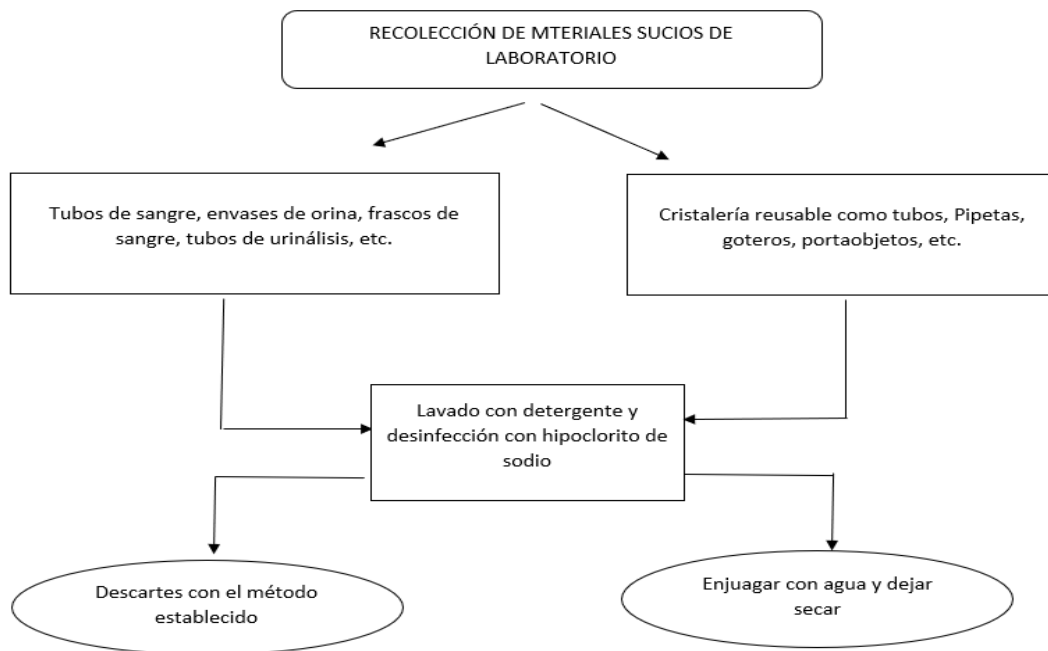 RECOLECCIÓN DE MTERIALES SUCIOS DE
LABORATORIO
Tubos de sangre, envases de orina, frascos de
sangre, tubos de urinálisis, etc.
Cristalería reusable como tubos, Pipetas,
goteros, portaobjetos, etc.
Lavado con detergente y
desinfección con hipoclorito de
sodio
Descartes con el método
establecido
Enjuagar con agua y dejar
secar